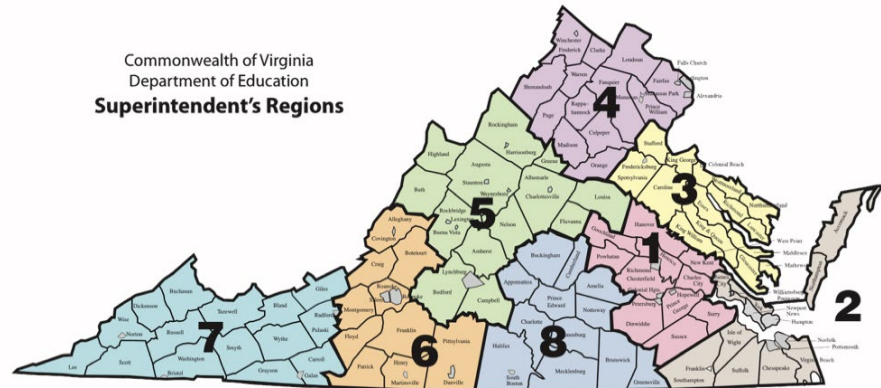 Commonwealth of Virginia
Department of Education
Superintendent's Regions
Winchester
Frederick
Clarke
Loudoun
Falls Church
Warren
Fauquier
Fairfax
Arlington
Shenandoah
Manassas Park
Alexandria
Rappa-
hannock
4
Prince
William
Page
Culpeper
Madison
Orange
Stafford
King George
Colonial Beach
Fredericksburg
Spotsylvania
3
Caroline
Westmoreland
Northumberland
Richmond
Essex
King & Queen
King William
West Point
Middlesex
Mathews
Gloucester
Rockingham
Harrisonburg
Highland
Greene
Augusta
Staunton
Albemarle
Bath
Waynesboro
Charlottesville
Louisa
Rockbridge
5
Lexington
Nelson
Fluvanna
Buena Vista
Amherst
Lynchburg
Bedford
Campbell
Goochland
Hanover
1
Powhatan
Henrico
New Kent
Richmond
Chesterfield
Charles
City
Colonial Hgts
Hopewell
Petersburg
Prince
George
Surry
Dinwiddie
Sussex
Accomack
Northampton
Williamsburg
Newport
News
Hampton
2
Norfolk
Portsmouth
Virginia Beach
Isle of
Wight
Franklin
Southampton
Suffolk
Chesapeake
Buckingham
Cumberland
Appomattox
Prince
Edward
Amelia
Nottoway
Charlotte
8
Lunenburg
Halifax
Mecklenburg
Brunswick
Greensville
South
Boston
Alleghany
Covington
Botetourt
Craig
Roanoke
Montgomery
Floyd
Franklin
Pittsylvania
6
Patrick
Henry
Martinsville
Danville
Giles
Buchanan
Bland
Dickenson
Tazewell
Radford
Wise
Pulaski
Norton
7
Russell
Wythe
Smyth
Carroll
Scott
Washington
Lee
Bristol
Grayson
Galax